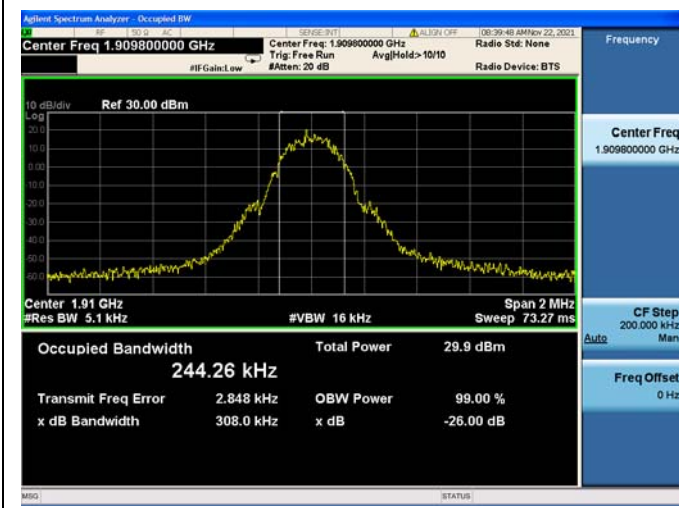 Agilent Spectrum Analyzer - Occupied BW
RF 50 Ω AC SENSE:INT ALIGN OFF 08:39:48 AM Nov 22, 2021
Center Freq 1.909800000 GHz
Center Freq: 1.909800000 GHz Radio Std: None
Trig: Free Run Avg|Hold:> 10/10
#IFGain:Low #Atten: 20 dB Radio Device: BTS
Frequency
10 dB/div Ref 30.00 dBm
Log
20.0
10.0
0.00
-10.0
-20.0
-30.0
-40.0
-50.0
-60.0
Center Freq
1.909800000 GHz
Center 1.91 GHz Span 2 MHz
#Res BW 5.1 kHz #VBW 16 kHz Sweep 73.27 ms
CF Step
200.000 kHz
Auto Man
Occupied Bandwidth Total Power 29.9 dBm
244.26 kHz
Transmit Freq Error 2.848 kHz OBW Power 99.00 %
x dB Bandwidth 308.0 kHz x dB -26.00 dB
Freq Offset
0 Hz
MSG STATUS